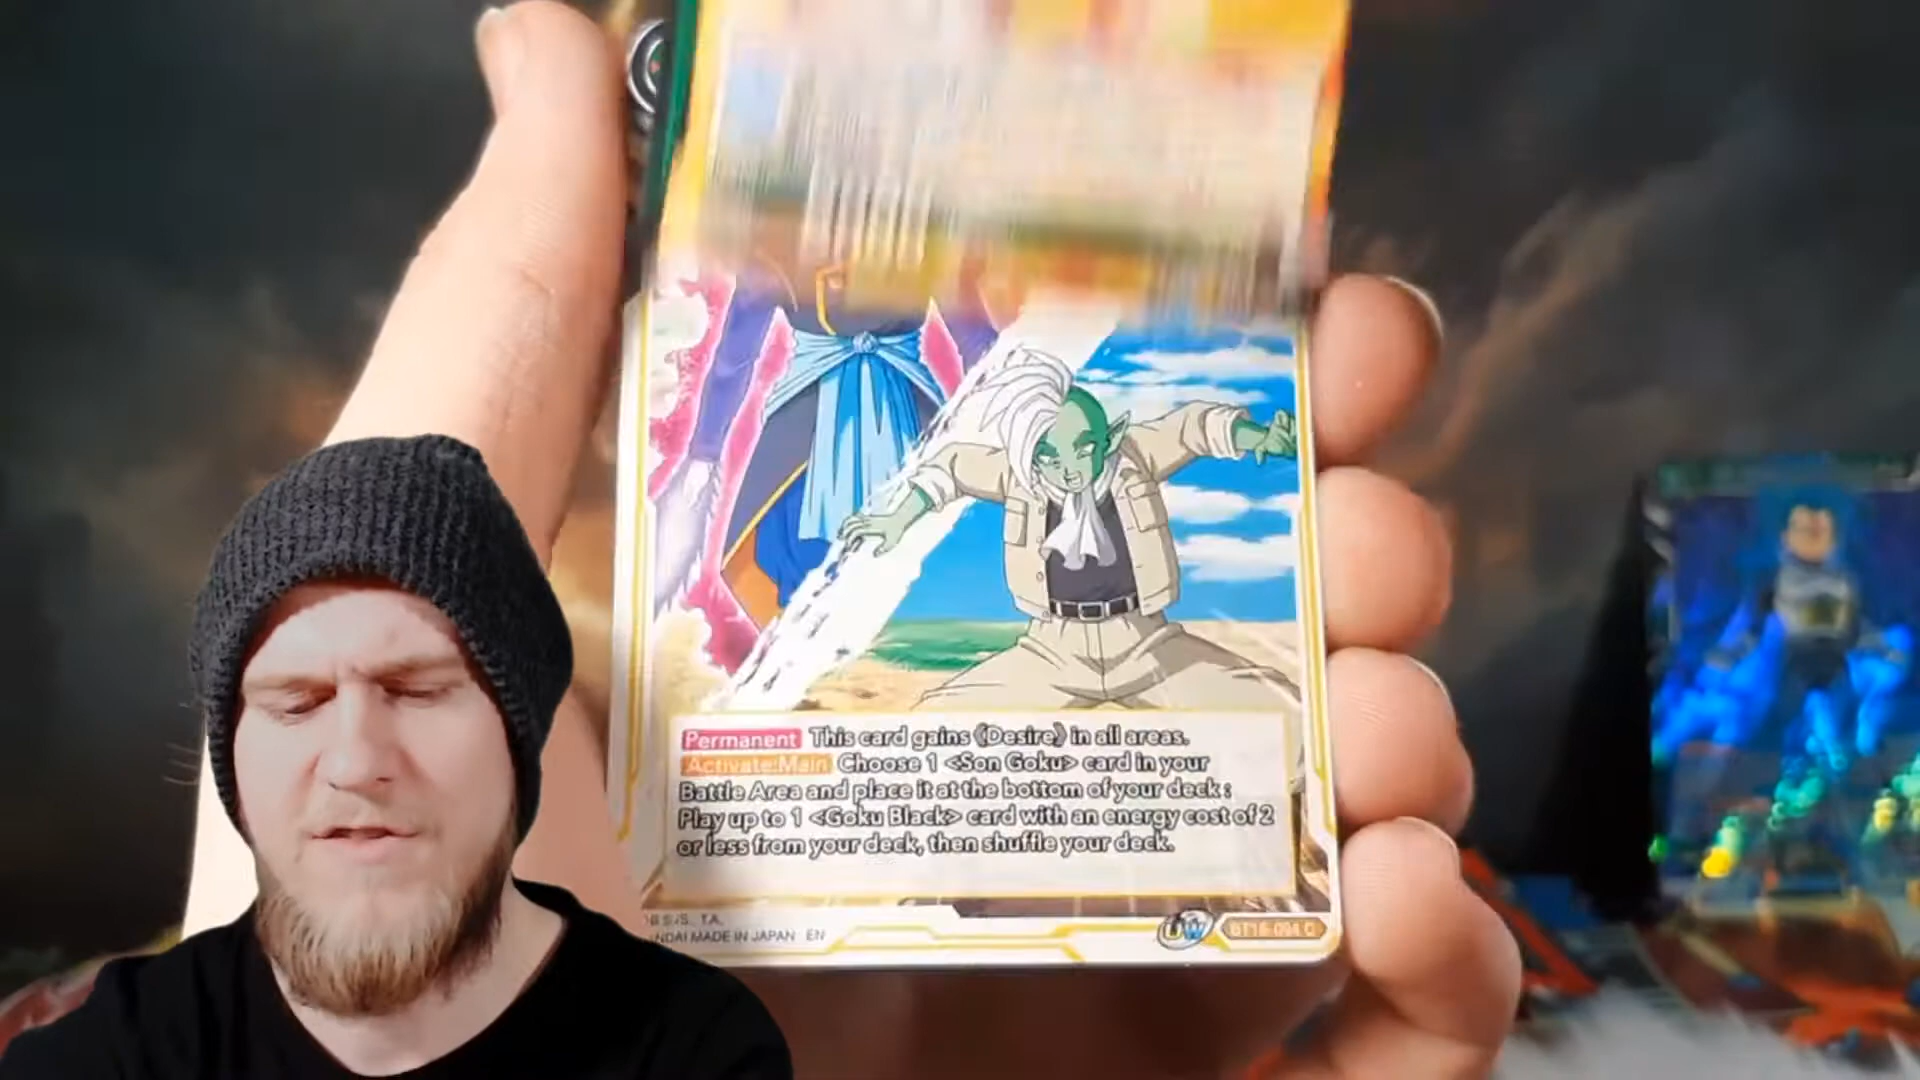 Permanent This card gains 《Desire》 in all areas.
Activate:Main Choose 1 <Son Goku> card in your
Battle Area and place it at the bottom of your deck :
Play up to 1 <Goku Black> card with an energy cost of 2
or less from your deck, then shuffle your deck.
B.S./S., T.A.
NDAI MADE IN JAPAN EN
UW